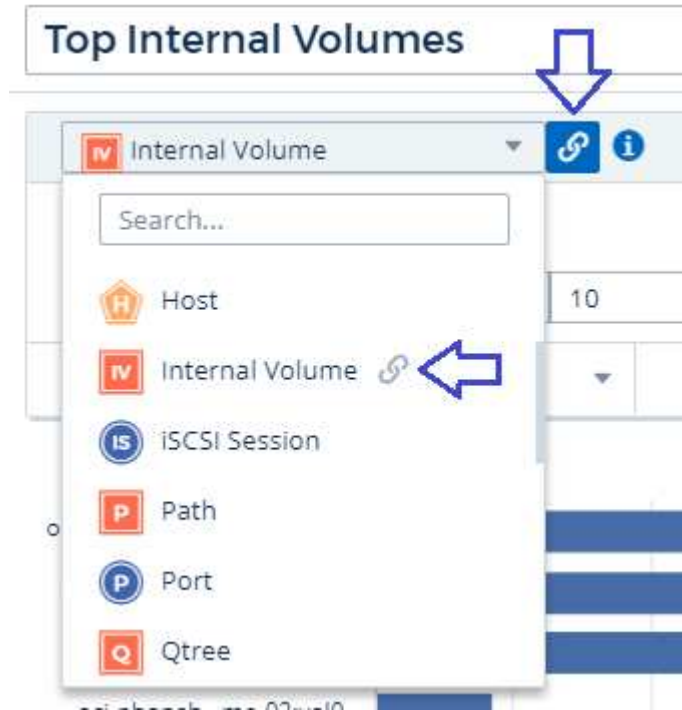 Top Internal Volumes
IV Internal Volume
i
Search...
H Host
10
IV Internal Volume
IS iSCSI Session
P Path
P Port
Q Qtree